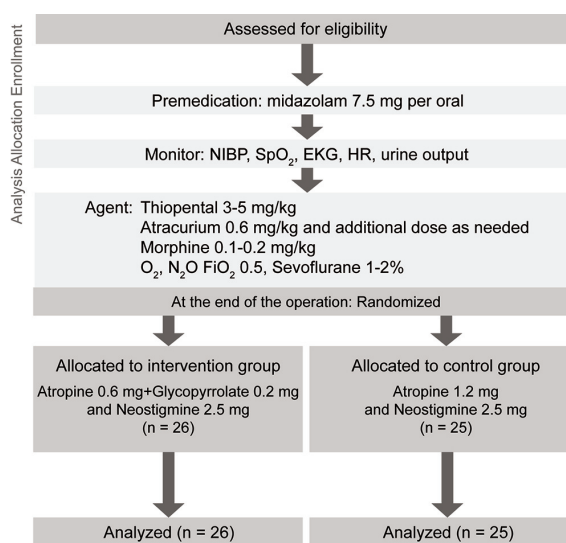 Analysis Allocation Enrollment
Assessed for eligibility
Premedication: midazolam 7.5 mg per oral
Monitor: NIBP, SpO₂, EKG, HR, urine output
Agent: Thiopental 3-5 mg/kg
Atracurium 0.6 mg/kg and additional dose as needed
Morphine 0.1-0.2 mg/kg
O₂, N₂O FiO₂ 0.5, Sevoflurane 1-2%
At the end of the operation: Randomized
Allocated to intervention group
Atropine 0.6 mg+Glycopyrrolate 0.2 mg
and Neostigmine 2.5 mg
(n = 26)
Allocated to control group
Atropine 1.2 mg
and Neostigmine 2.5 mg
(n = 25)
Analyzed (n = 26)
Analyzed (n = 25)